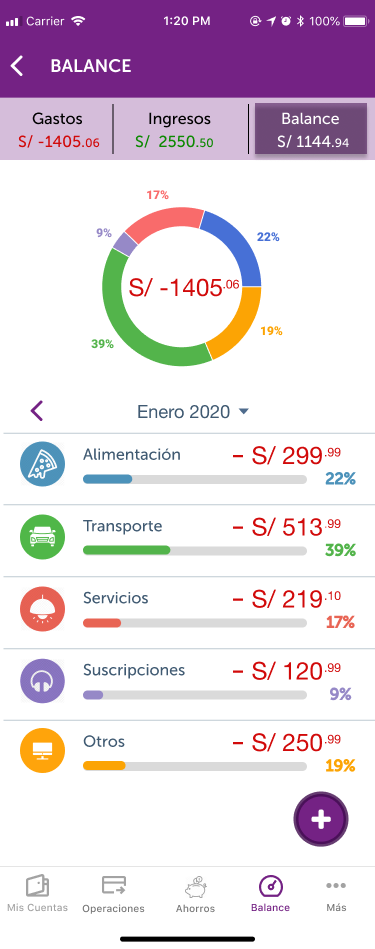 Carrier 1:20 PM 100%
BALANCE
Gastos Ingresos Balance
S/ -1405.06 S/ 2550.50 S/ 1144.94
17%
9% 22%
S/ -1405.06
39% 19%
Enero 2020
Alimentación - S/ 299.99
22%
Transporte - S/ 513.99
39%
Servicios - S/ 219.10
17%
Suscripciones - S/ 120.99
9%
Otros - S/ 250.99
19%
Mis Cuentas Operaciones Ahorros Balance Más